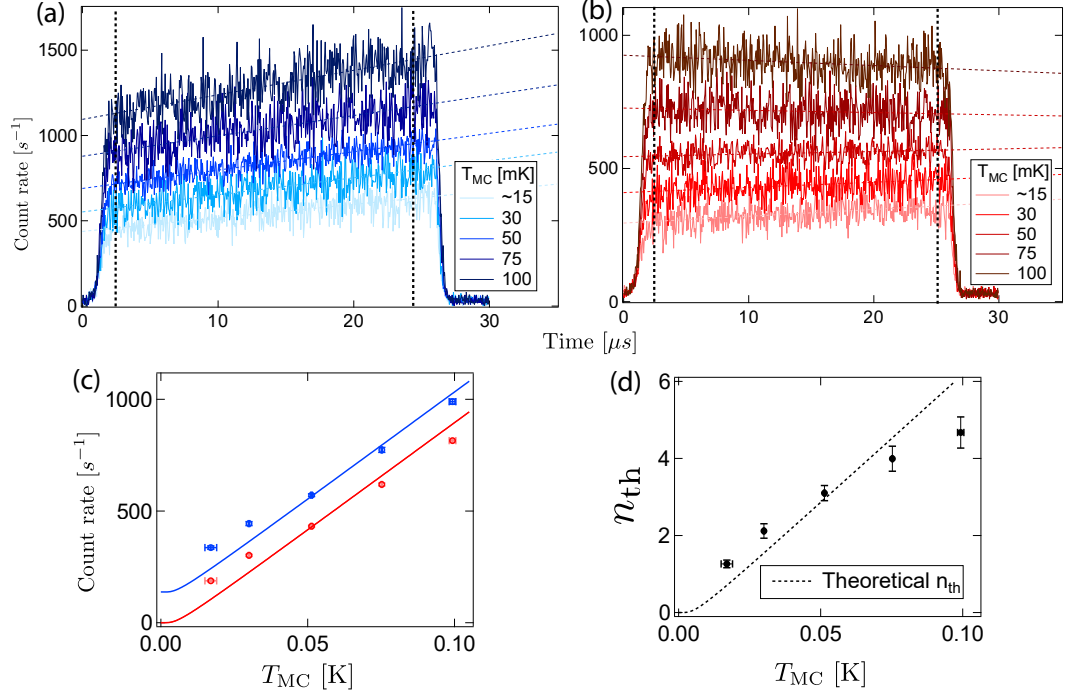 (a)
Count rate [s⁻¹]
1500
1000
500
0
0
10
20
30
T_MC [mK]
~15
30
50
75
100
(b)
1000
500
0
0
10
20
30
T_MC [mK]
~15
30
50
75
100
Time [μs]
(c)
Count rate [s⁻¹]
1000
500
0
0.00
0.05
0.10
T_MC [K]
(d)
n_th
6
4
2
0
0.00
0.05
0.10
Theoretical n_th
T_MC [K]